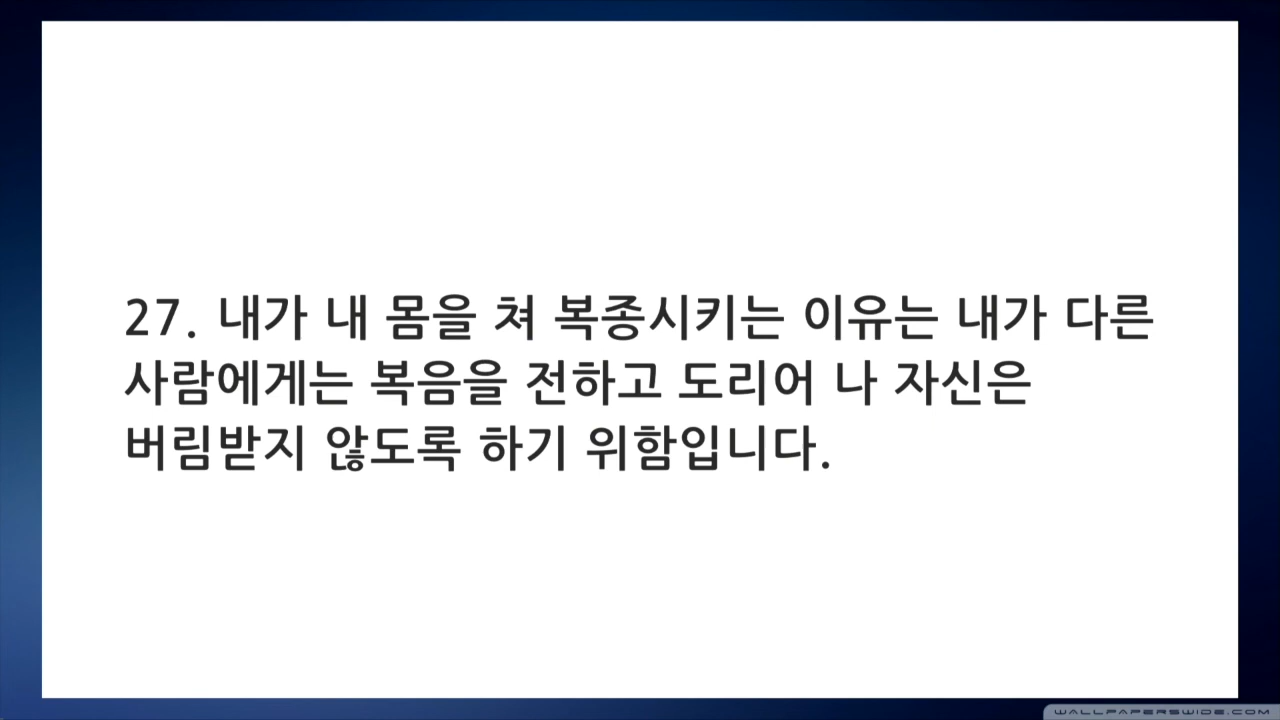 27. 내가 내 몸을 쳐 복종시키는 이유는 내가 다른
사람에게는 복음을 전하고 도리어 나 자신은
버림받지 않도록 하기 위함입니다.
WALLPAPERSWIDE.COM